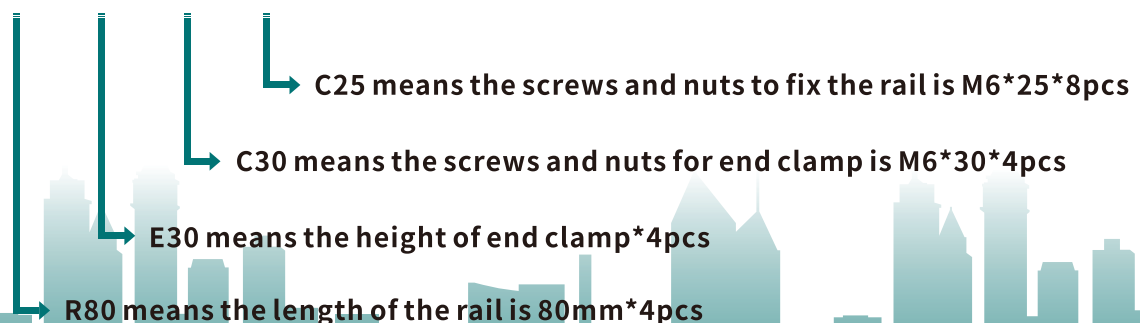 C25 means the screws and nuts to fix the rail is M6*25*8pcs
C30 means the screws and nuts for end clamp is M6*30*4pcs
E30 means the height of end clamp*4pcs
R80 means the length of the rail is 80mm*4pcs